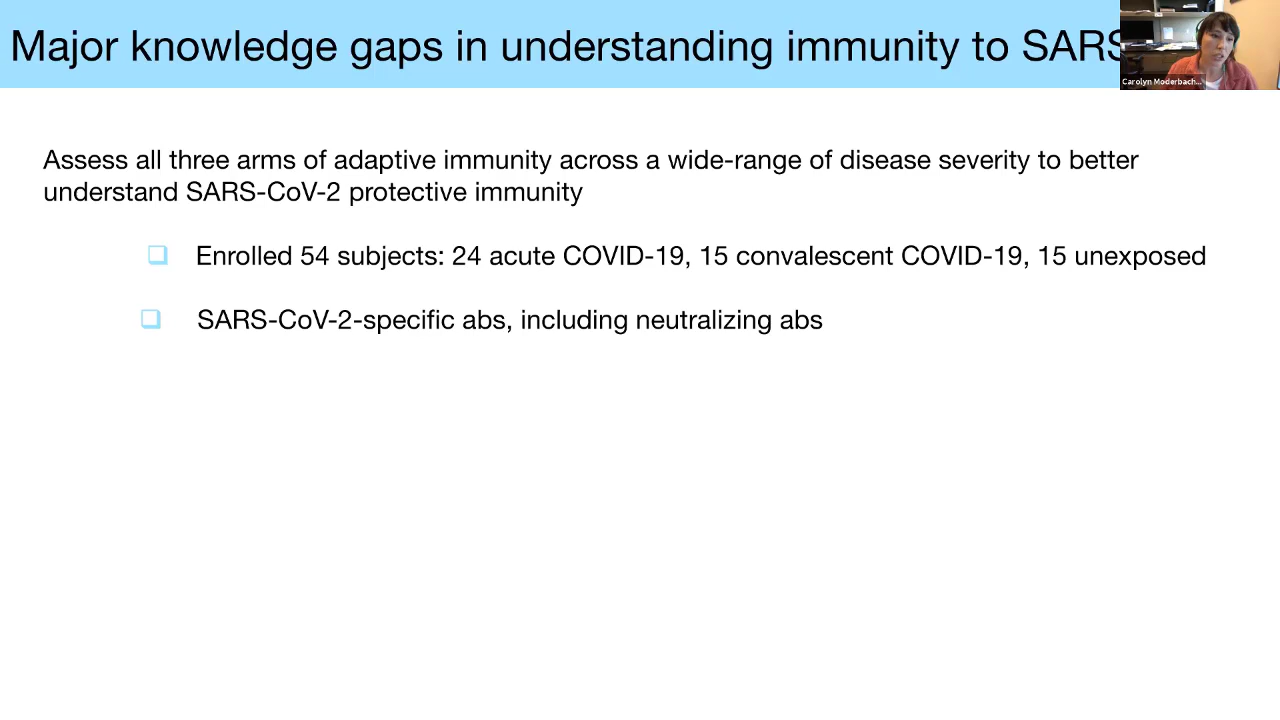 Major knowledge gaps in understanding immunity to SARS
Carolyn Moderbach...
Assess all three arms of adaptive immunity across a wide-range of disease severity to better
understand SARS-CoV-2 protective immunity
❑ Enrolled 54 subjects: 24 acute COVID-19, 15 convalescent COVID-19, 15 unexposed
❑ SARS-CoV-2-specific abs, including neutralizing abs